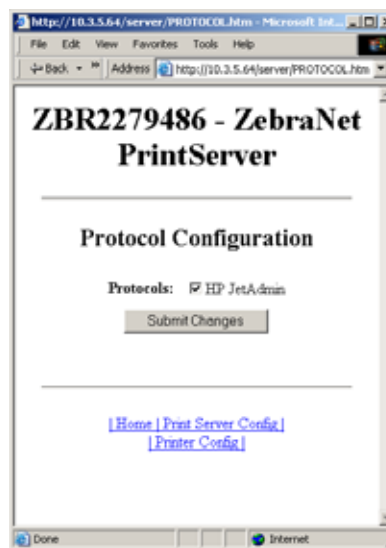 http://10.3.5.64/server/PROTOCOL.htm - Microsoft Int...
File Edit View Favorites Tools Help
Back » Address http://10.3.5.64/server/PROTOCOL.htm
ZBR2279486 - ZebraNet
PrintServer
Protocol Configuration
Protocols: HP JetAdmin
Submit Changes
| Home | Print Server Config |
| Printer Config |
Done Internet